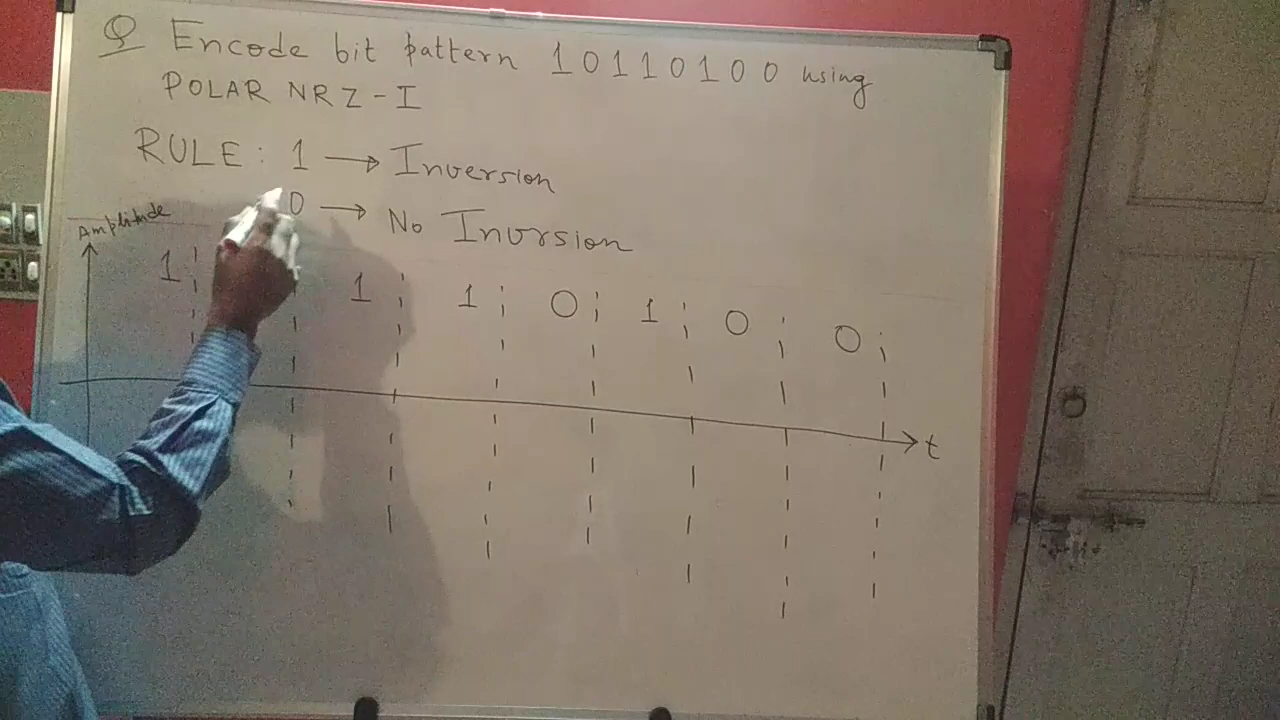 Q Encode bit pattern 10110100 using
POLAR NRZ-I
RULE: 1 → Inversion
0 → No Inversion
Amplitude
1 1 1 0 1 0 0
t